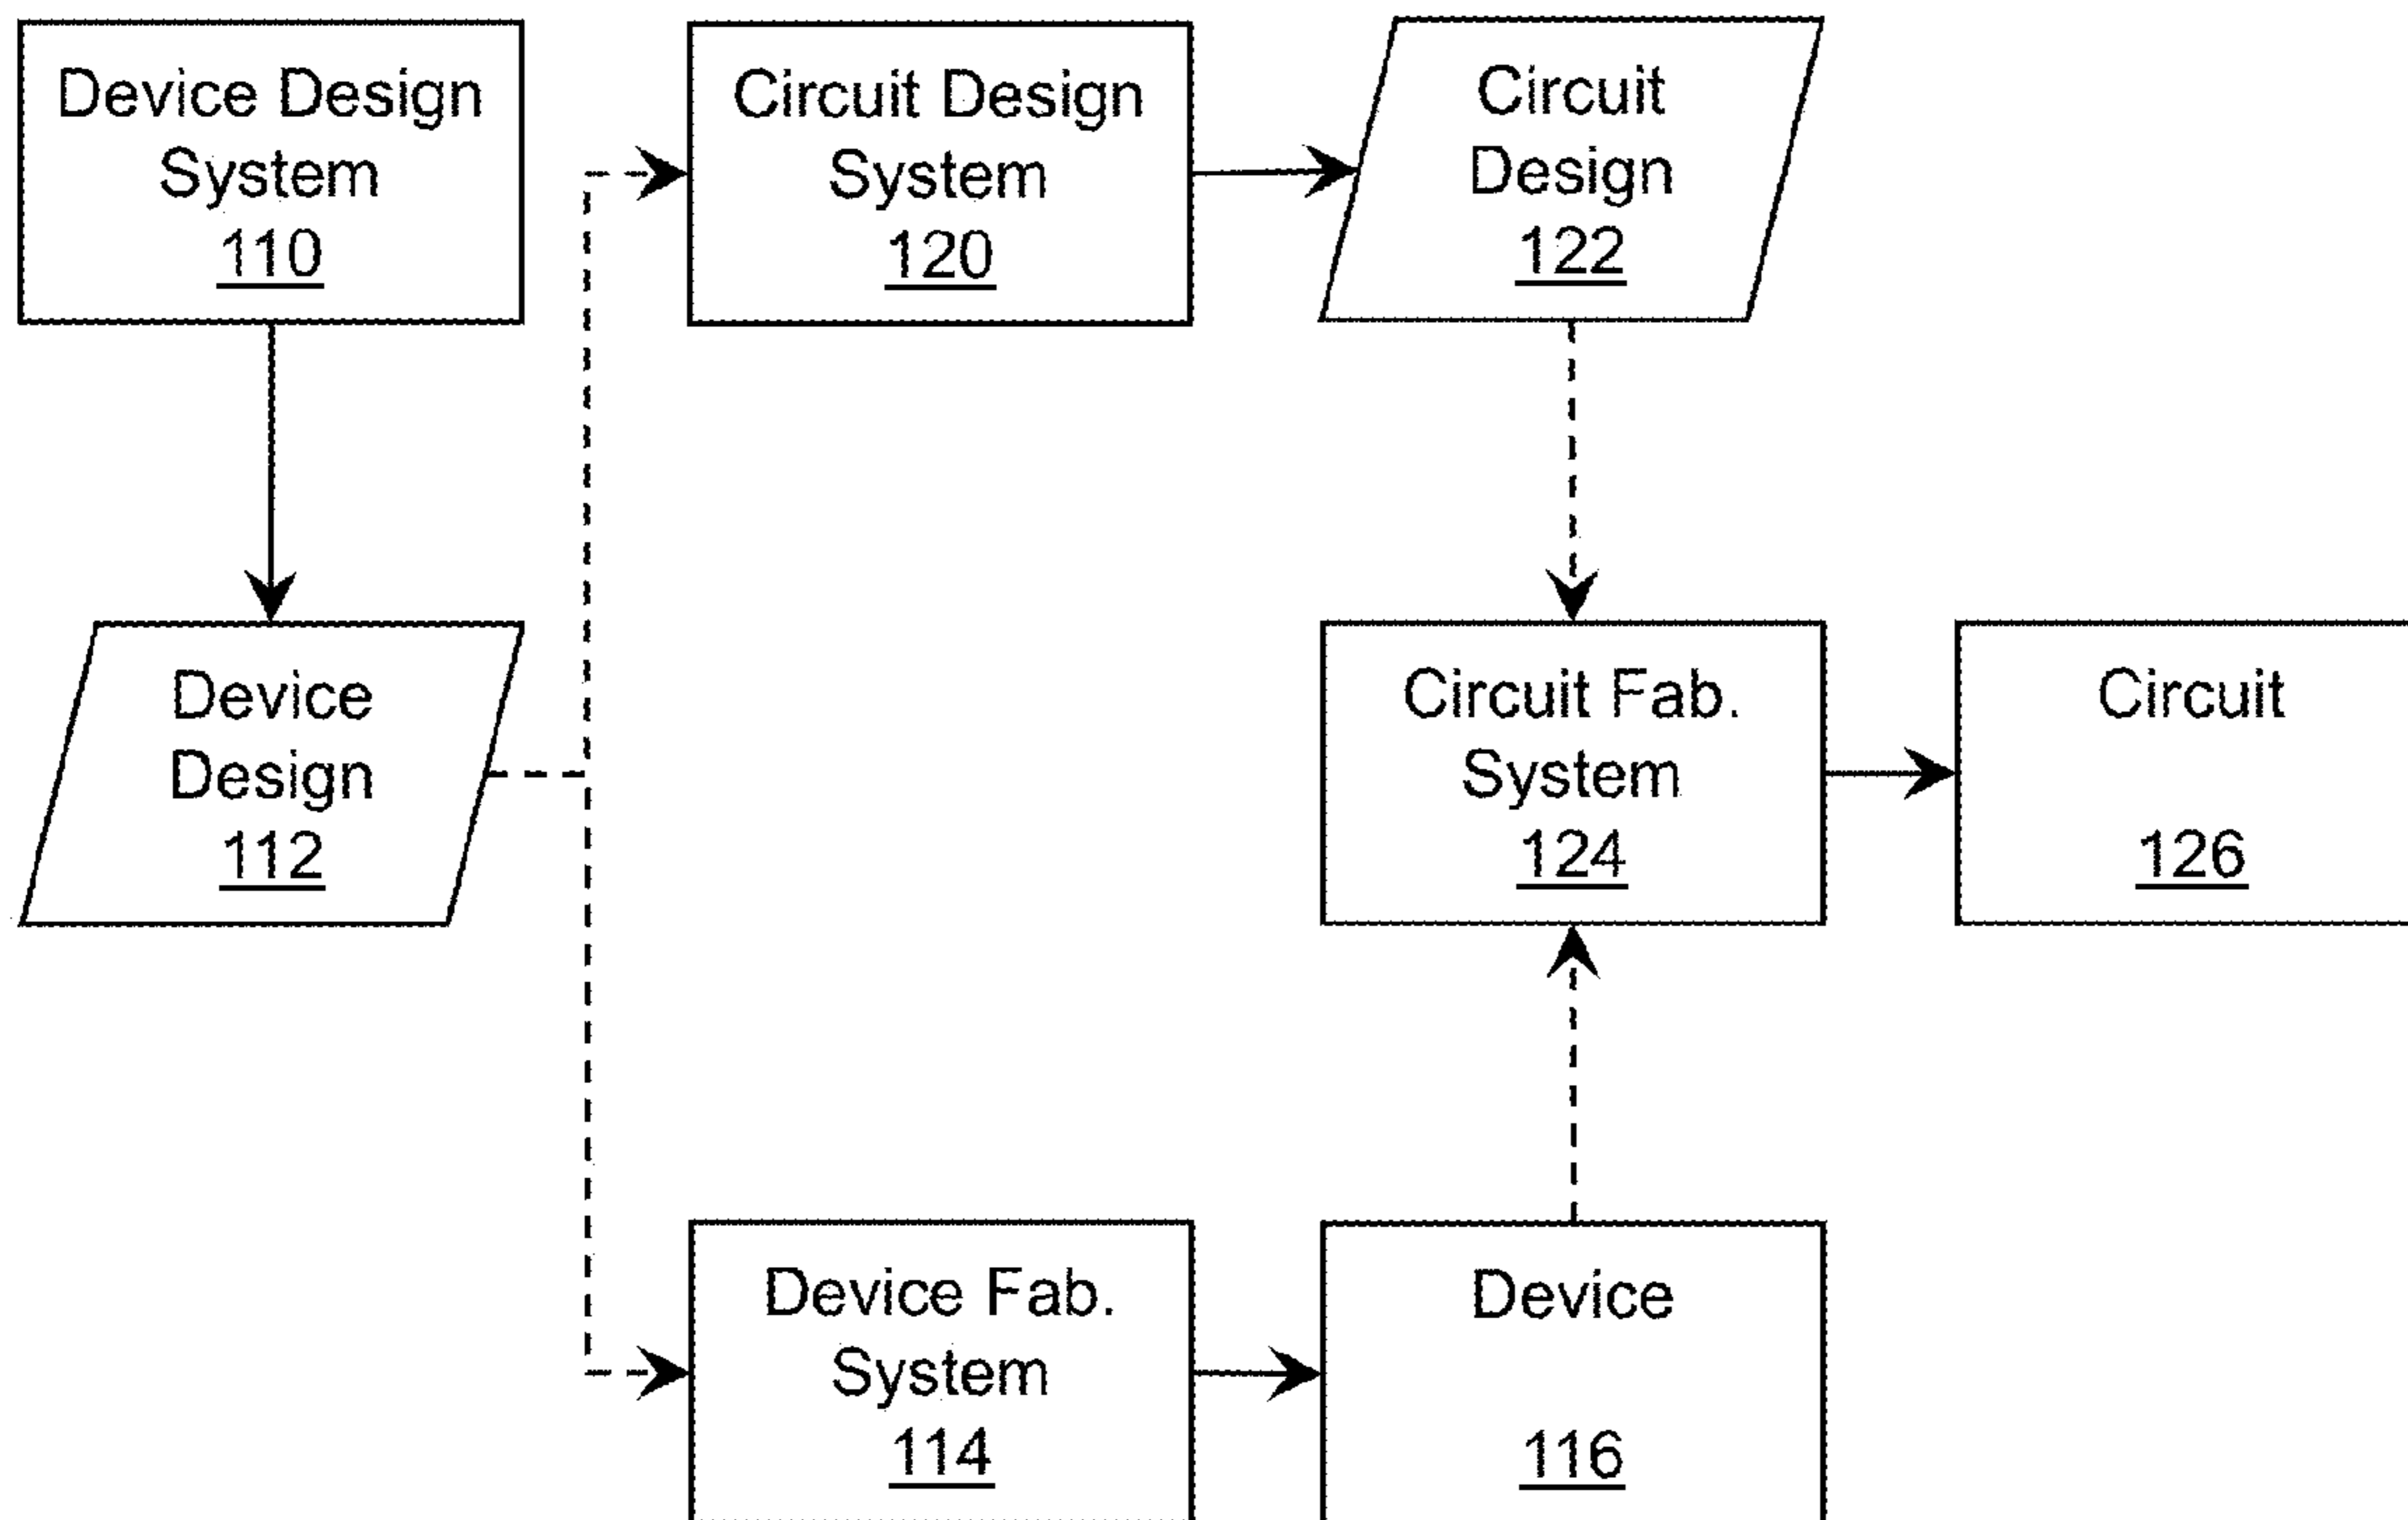 Device Design
System
110
Circuit Design
System
120
Circuit
Design
122
Device
Design
112
Circuit Fab.
System
124
Circuit
126
Device Fab.
System
114
Device
116